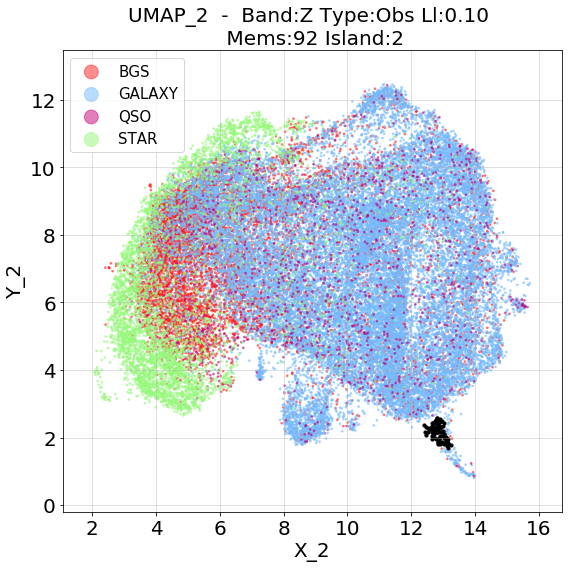 UMAP_2 - Band:Z Type:Obs Ll:0.10
Mems:92 Island:2
BGS
GALAXY
QSO
STAR
12
10
8
6
4
2
0
Y_2
2 4 6 8 10 12 14 16
X_2